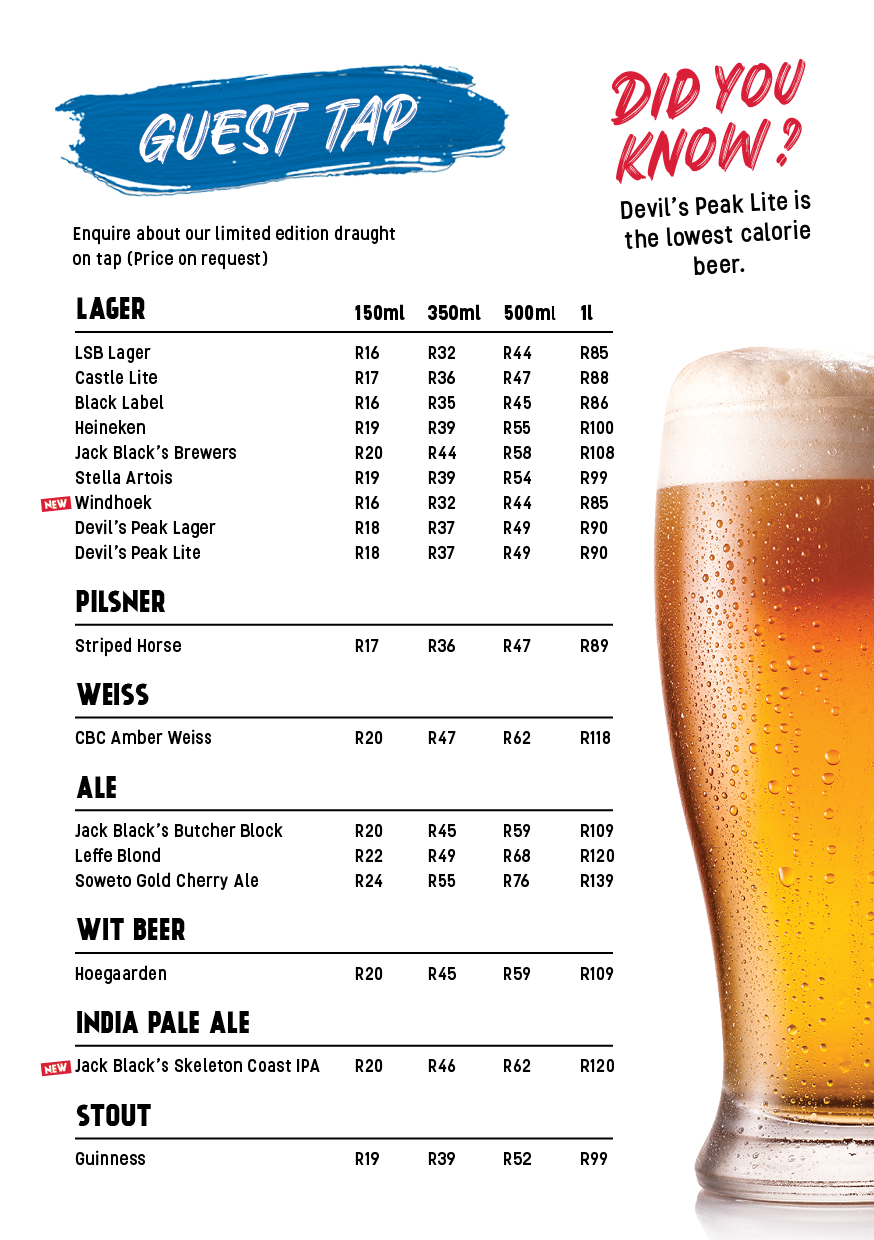 GUEST TAP
Enquire about our limited edition draught
on tap (Price on request)
DID YOU
KNOW?
Devil's Peak Lite is
the lowest calorie
beer.
LAGER 150ml 350ml 500ml 1l
LSB Lager R16 R32 R44 R85
Castle Lite R17 R36 R47 R88
Black Label R16 R35 R45 R86
Heineken R19 R39 R55 R100
Jack Black's Brewers R20 R44 R58 R108
Stella Artois R19 R39 R54 R99
NEW Windhoek R16 R32 R44 R85
Devil's Peak Lager R18 R37 R49 R90
Devil's Peak Lite R18 R37 R49 R90
PILSNER
Striped Horse R17 R36 R47 R89
WEISS
CBC Amber Weiss R20 R47 R62 R118
ALE
Jack Black's Butcher Block R20 R45 R59 R109
Leffe Blond R22 R49 R68 R120
Soweto Gold Cherry Ale R24 R55 R76 R139
WIT BEER
Hoegaarden R20 R45 R59 R109
INDIA PALE ALE
NEW Jack Black's Skeleton Coast IPA R20 R46 R62 R120
STOUT
Guinness R19 R39 R52 R99